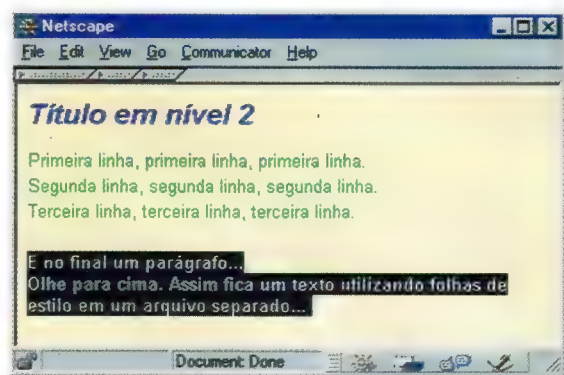 Netscape
File Edit View Go Communicator Help
Título em nível 2
Primeira linha, primeira linha, primeira linha.
Segunda linha, segunda linha, segunda linha.
Terceira linha, terceira linha, terceira linha.
E no final um parágrafo...
Olhe para cima. Assim fica um texto utilizando folhas de
estilo em um arquivo separado...
Document: Done